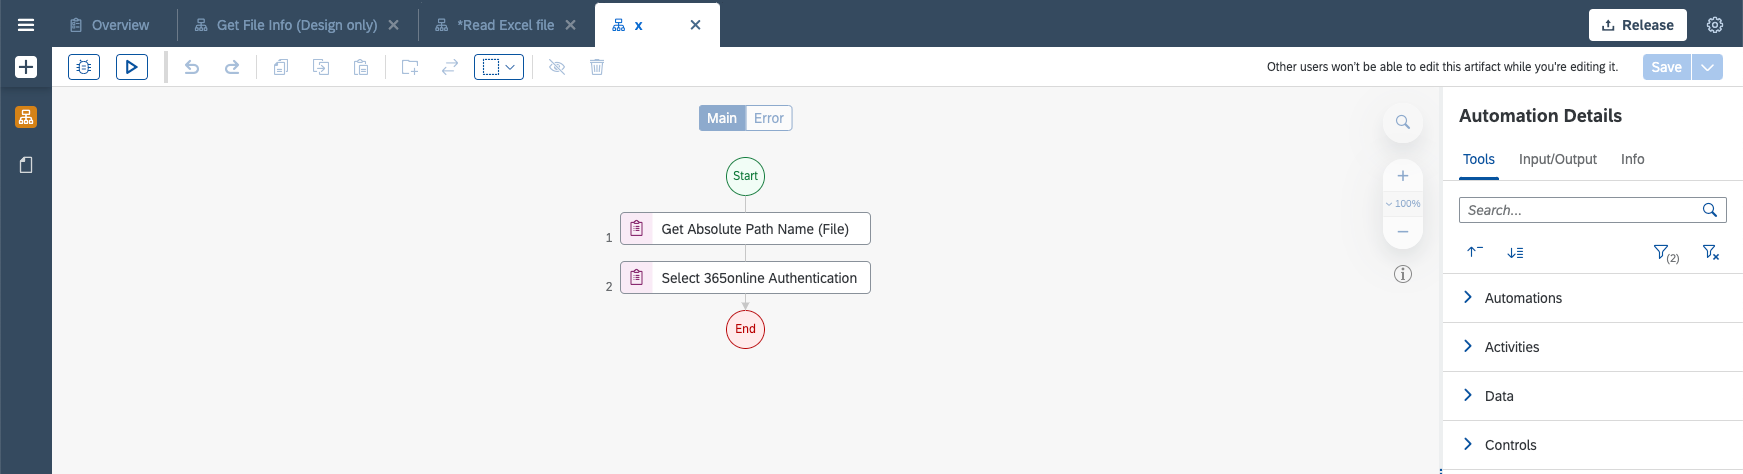 Overview
Get File Info (Design only)
*Read Excel file
x
Release
Other users won't be able to edit this artifact while you're editing it.
Save
Main
Error
Start
1
Get Absolute Path Name (File)
2
Select 365online Authentication
End
100%
Automation Details
Tools
Input/Output
Info
Search...
(2)
Automations
Activities
Data
Controls